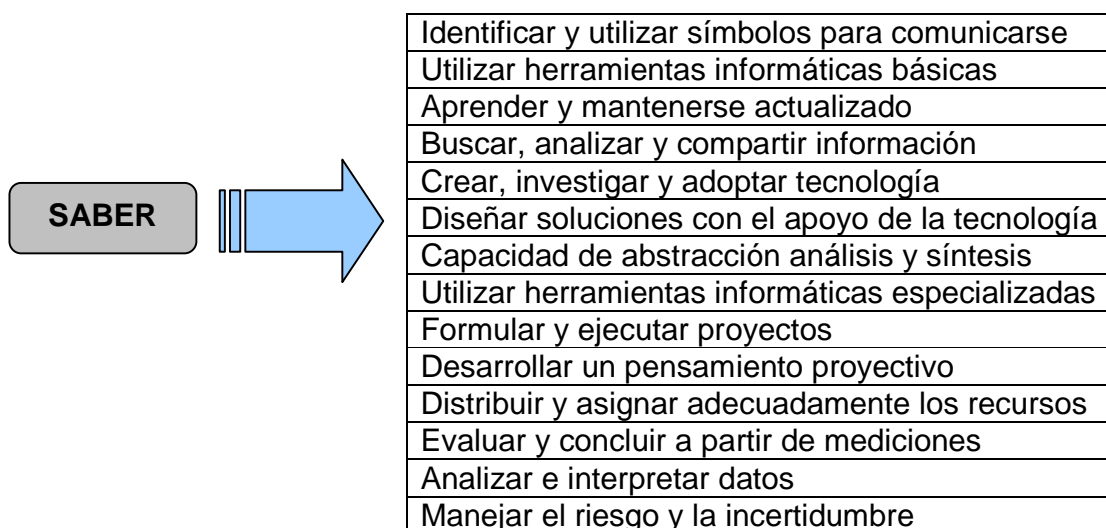 SABER
Identificar y utilizar símbolos para comunicarse
Utilizar herramientas informáticas básicas
Aprender y mantenerse actualizado
Buscar, analizar y compartir información
Crear, investigar y adoptar tecnología
Diseñar soluciones con el apoyo de la tecnología
Capacidad de abstracción análisis y síntesis
Utilizar herramientas informáticas especializadas
Formular y ejecutar proyectos
Desarrollar un pensamiento proyectivo
Distribuir y asignar adecuadamente los recursos
Evaluar y concluir a partir de mediciones
Analizar e interpretar datos
Manejar el riesgo y la incertidumbre